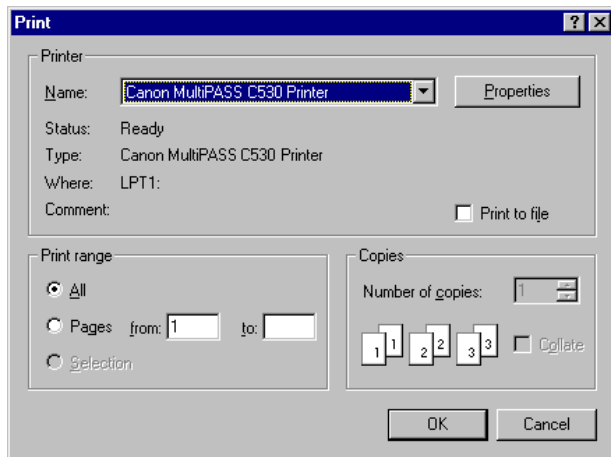 Print
Printer
Name: Canon MultiPASS C530 Printer Properties
Status: Ready
Type: Canon MultiPASS C530 Printer
Where: LPT1:
Comment: Print to file
Print range
All
Pages from: 1 to:
Selection
Copies
Number of copies: 1
1 1 2 2 3 3 Collate
OK Cancel